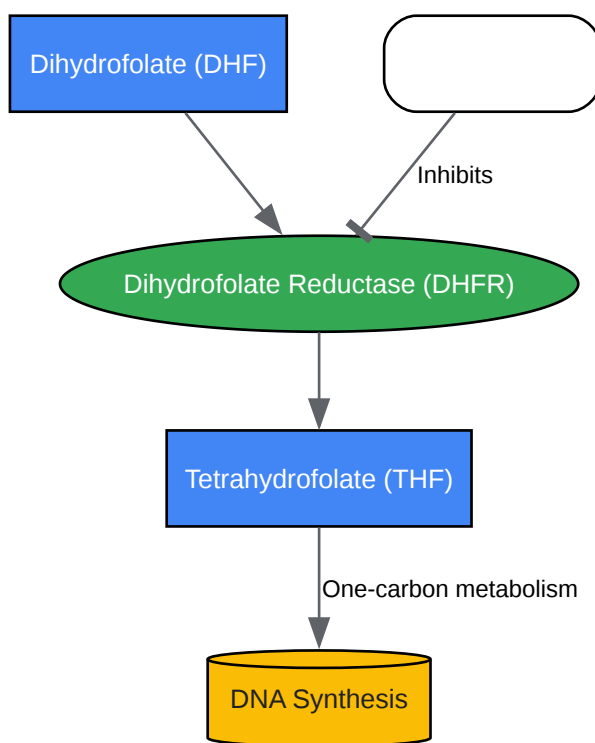 Dihydrofolate (DHF)
Inhibits
Dihydrofolate Reductase (DHFR)
Tetrahydrofolate (THF)
One-carbon metabolism
DNA Synthesis